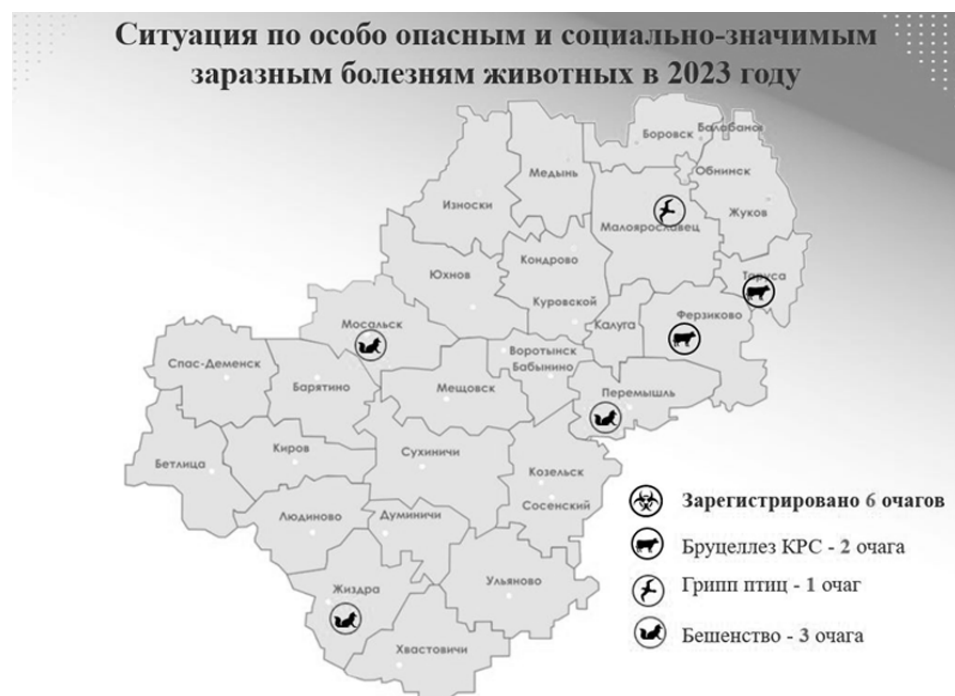 Ситуация по особо опасным и социально-значимым
заразным болезням животных в 2023 году
Боровск
Балабаново
Обнинск
Медынь
Износки
Жуков
Малоярославец
Кондрово
Юхнов
Таруса
Куровской
Ферзиково
Мосальск
Калуга
Воротынск
Бабынино
Спас-Деменск
Барятино
Мещовск
Перемышль
Киров
Сухиничи
Бетлица
Козельск
Сосенский
Людиново
Думиничи
Ульяново
Жиздра
Хвастовичи
Зарегистрировано 6 очагов
Бруцеллез КРС - 2 очага
Грипп птиц - 1 очаг
Бешенство - 3 очага